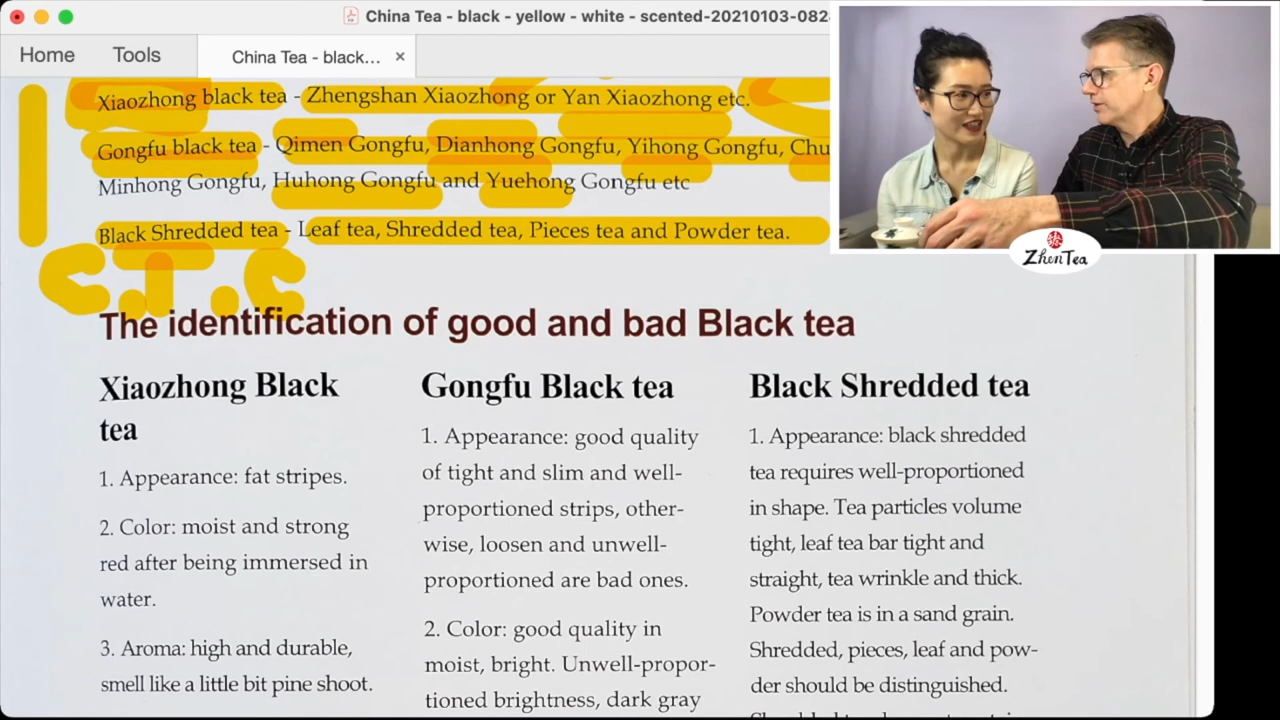 China Tea - black - yellow - white - scented-20210103-082
Home
Tools
China Tea - black...
Xiaozhong black tea - Zhengshan Xiaozhong or Yan Xiaozhong etc.
Gongfu black tea - Qimen Gongfu, Dianhong Gongfu, Yihong Gongfu, Chu
Minhong Gongfu, Huhong Gongfu and Yuehong Gongfu etc
Black Shredded tea - Leaf tea, Shredded tea, Pieces tea and Powder tea.
C.T.C
ZhenTea
The identification of good and bad Black tea
Xiaozhong Black
tea
1. Appearance: fat stripes.
2. Color: moist and strong
red after being immersed in
water.
3. Aroma: high and durable,
smell like a little bit pine shoot.
Gongfu Black tea
1. Appearance: good quality
of tight and slim and well-
proportioned strips, other-
wise, loosen and unwell-
proportioned are bad ones.
2. Color: good quality in
moist, bright. Unwell-propor-
tioned brightness, dark gray
Black Shredded tea
1. Appearance: black shredded
tea requires well-proportioned
in shape. Tea particles volume
tight, leaf tea bar tight and
straight, tea wrinkle and thick.
Powder tea is in a sand grain.
Shredded, pieces, leaf and pow-
der should be distinguished.